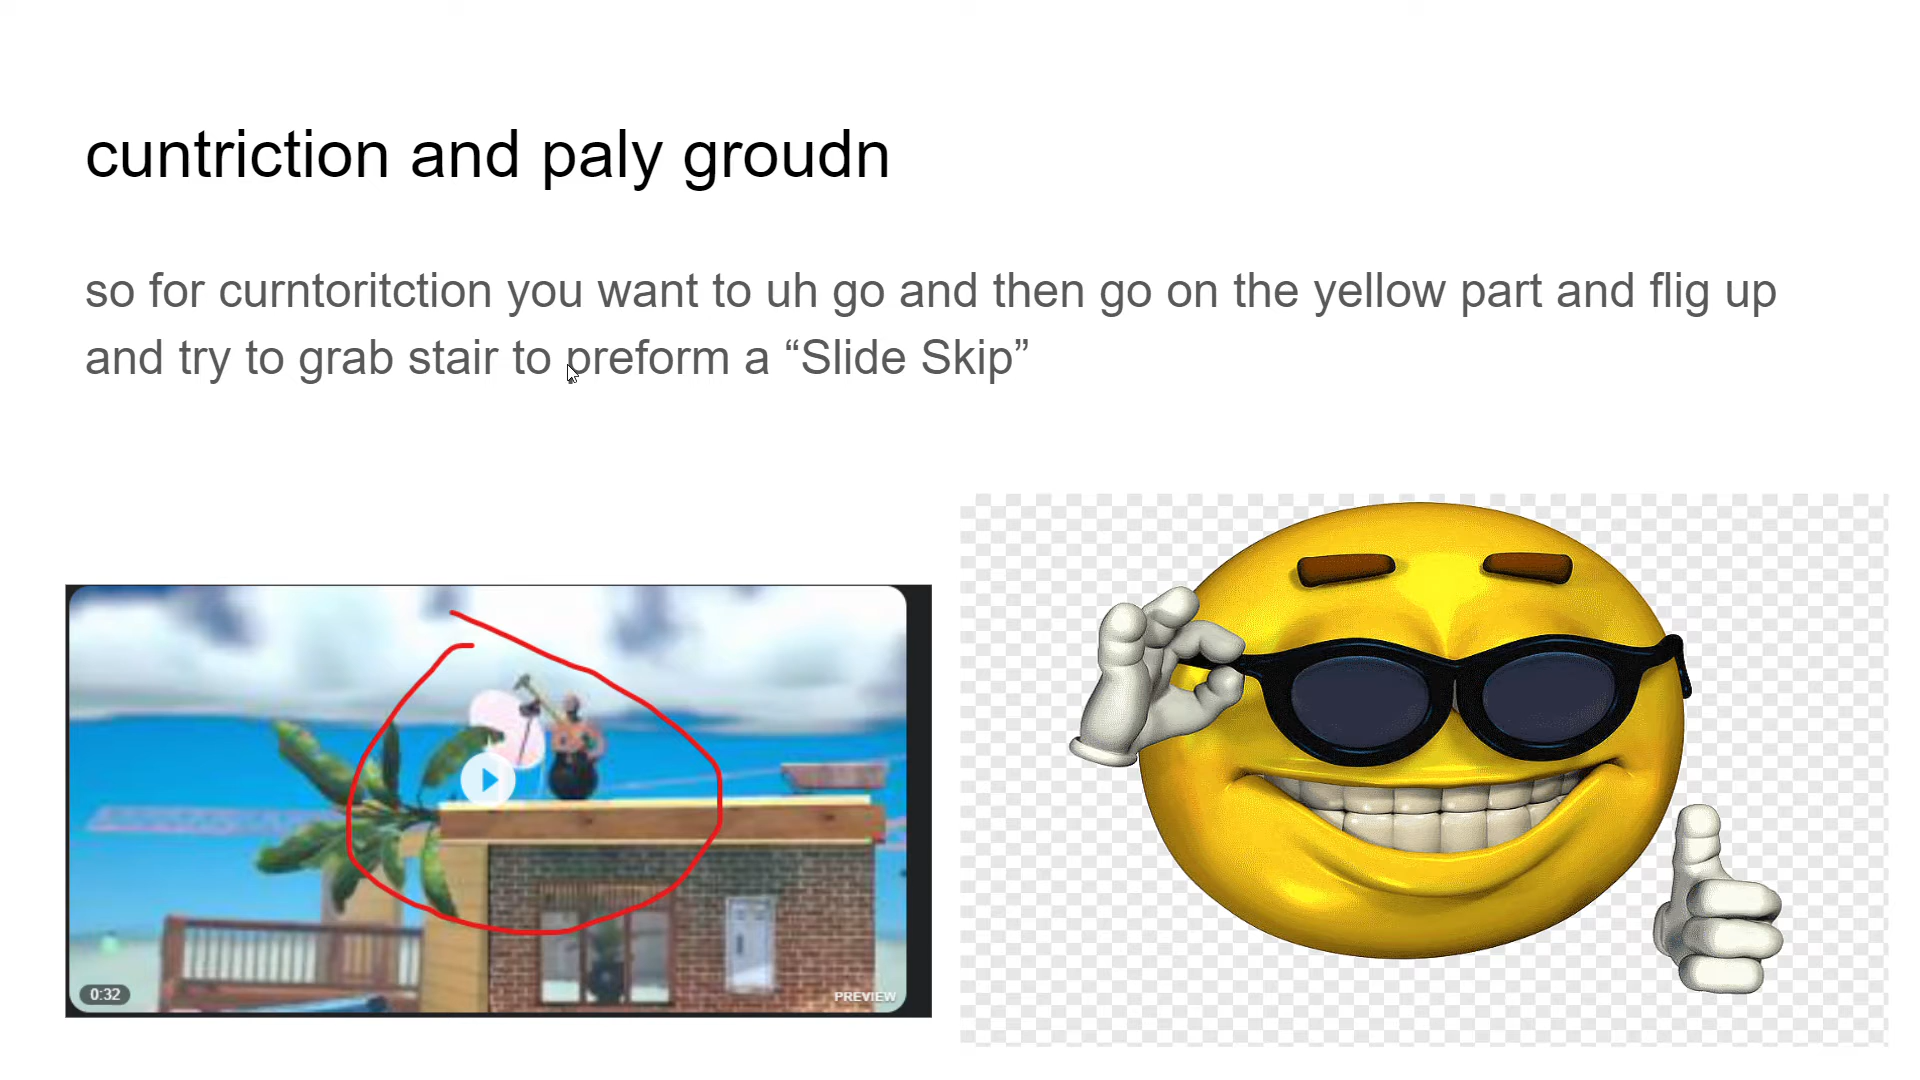 cuntriction and paly groudn
so for curntoritction you want to uh go and then go on the yellow part and flig up
and try to grab stair to preform a “Slide Skip”
0:32
PREVIEW